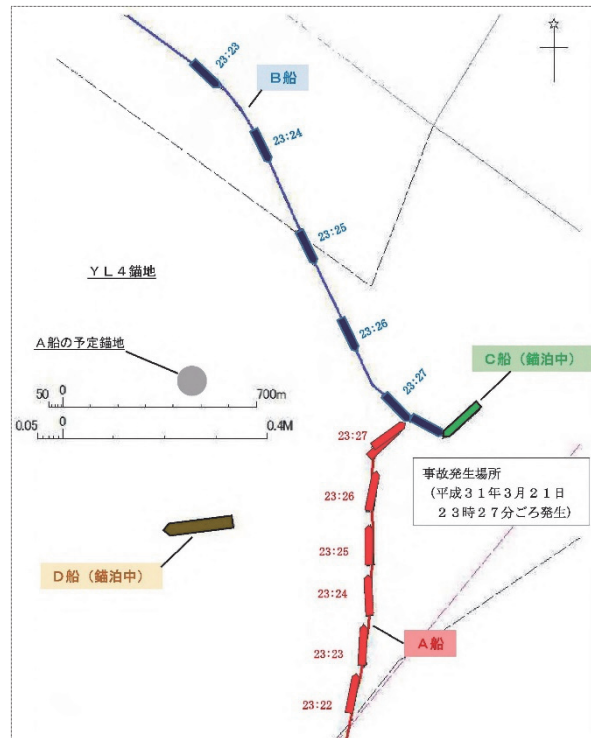 23:23
B船
23:24
23:25
YL4錨地
23:26
A船の予定錨地
C船(錨泊中)
23:27
50 0 700m
0.05 0 0.4M
23:27
事故発生場所
(平成31年3月21日
23時27分ごろ発生)
23:26
23:25
D船(錨泊中)
23:24
A船
23:23
23:22